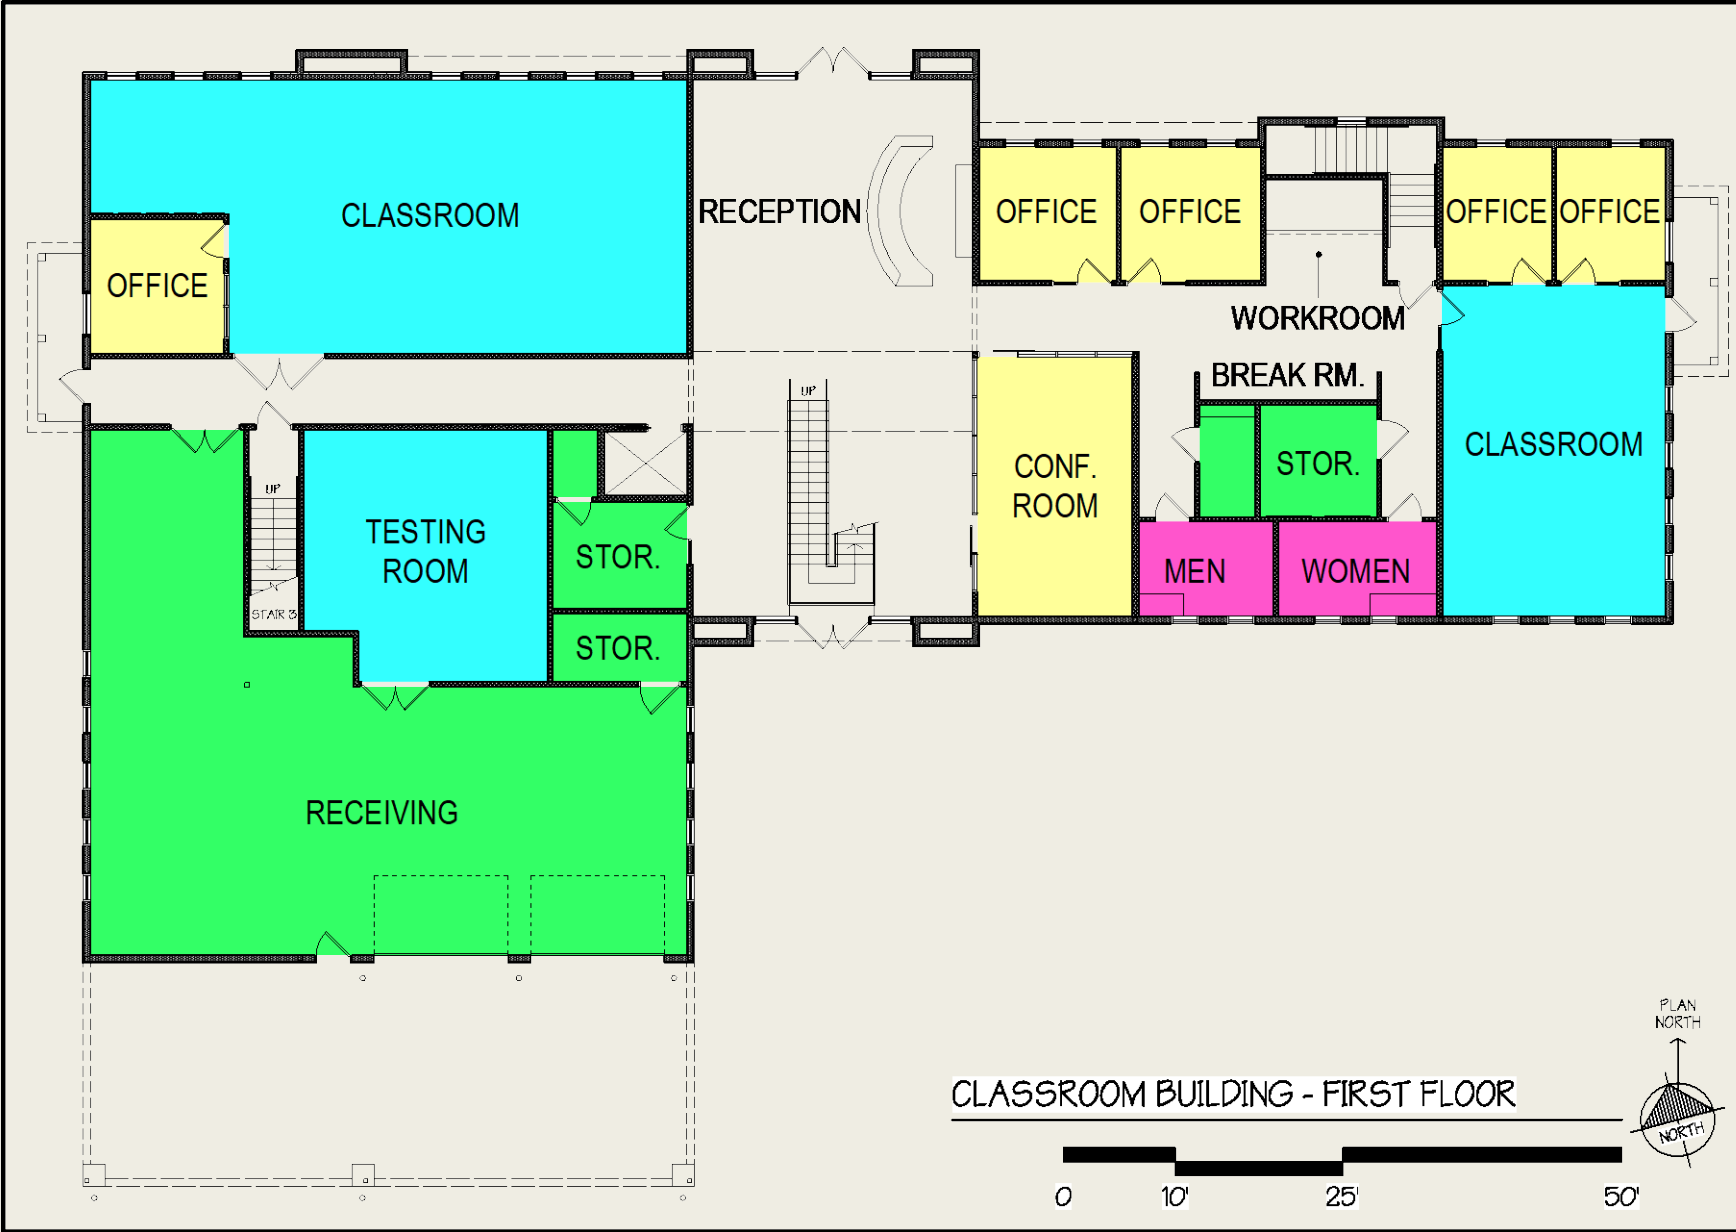 CLASSROOM
RECEPTION
OFFICE
OFFICE
OFFICE
OFFICE
OFFICE
WORKROOM
BREAK RM.
UP
CLASSROOM
CONF.
ROOM
STOR.
UP
TESTING
ROOM
STOR.
MEN
WOMEN
STAIR 3
STOR.
RECEIVING
PLAN
NORTH
CLASSROOM BUILDING - FIRST FLOOR
NORTH
0 10' 25' 50'